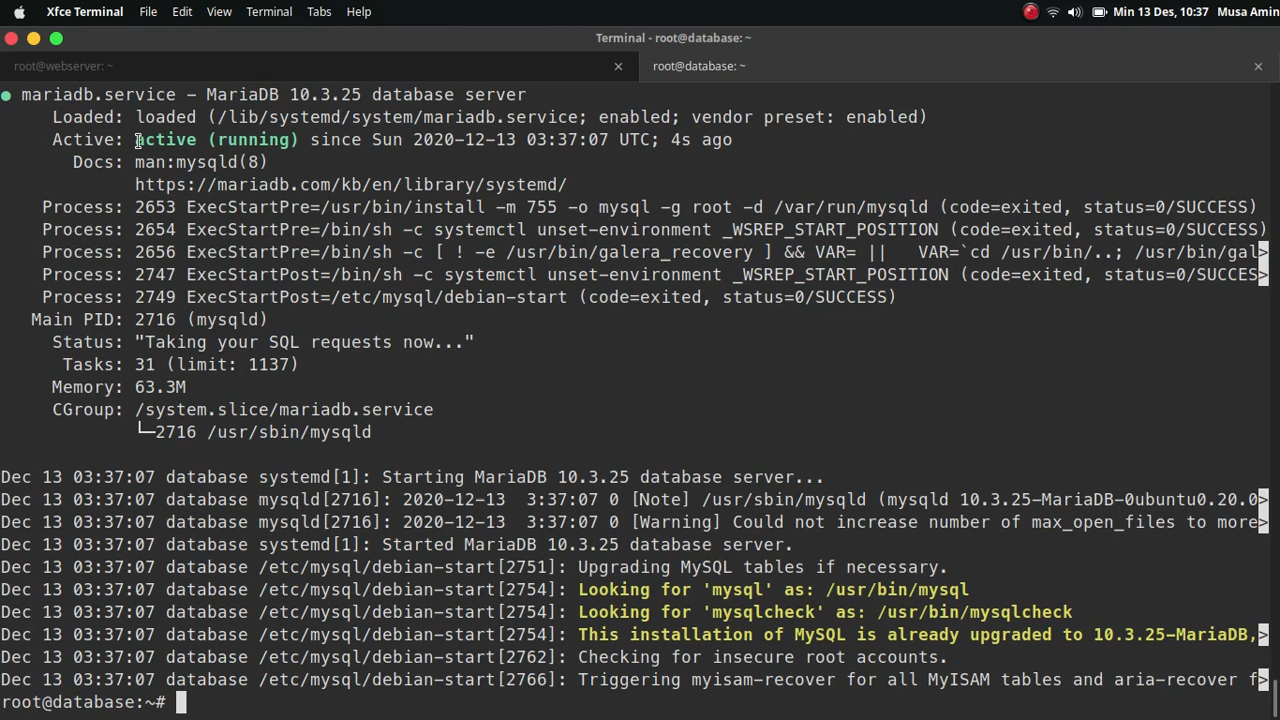 Xfce Terminal File Edit View Terminal Tabs Help Min 13 Des, 10:37 Musa Amin
Terminal - root@database: ~
root@webserver: ~ × root@database: ~ ×
● mariadb.service - MariaDB 10.3.25 database server
Loaded: loaded (/lib/systemd/system/mariadb.service; enabled; vendor preset: enabled)
Active: active (running) since Sun 2020-12-13 03:37:07 UTC; 4s ago
Docs: man:mysqld(8)
https://mariadb.com/kb/en/library/systemd/
Process: 2653 ExecStartPre=/usr/bin/install -m 755 -o mysql -g root -d /var/run/mysqld (code=exited, status=0/SUCCESS)
Process: 2654 ExecStartPre=/bin/sh -c systemctl unset-environment _WSREP_START_POSITION (code=exited, status=0/SUCCESS)
Process: 2656 ExecStartPre=/bin/sh -c [ ! -e /usr/bin/galera_recovery ] && VAR= ||   VAR=`cd /usr/bin/..; /usr/bin/gal>
Process: 2747 ExecStartPost=/bin/sh -c systemctl unset-environment _WSREP_START_POSITION (code=exited, status=0/SUCCES>
Process: 2749 ExecStartPost=/etc/mysql/debian-start (code=exited, status=0/SUCCESS)
Main PID: 2716 (mysqld)
Status: "Taking your SQL requests now..."
Tasks: 31 (limit: 1137)
Memory: 63.3M
CGroup: /system.slice/mariadb.service
└─2716 /usr/sbin/mysqld
Dec 13 03:37:07 database systemd[1]: Starting MariaDB 10.3.25 database server...
Dec 13 03:37:07 database mysqld[2716]: 2020-12-13  3:37:07 0 [Note] /usr/sbin/mysqld (mysqld 10.3.25-MariaDB-0ubuntu0.20.0>
Dec 13 03:37:07 database mysqld[2716]: 2020-12-13  3:37:07 0 [Warning] Could not increase number of max_open_files to more>
Dec 13 03:37:07 database systemd[1]: Started MariaDB 10.3.25 database server.
Dec 13 03:37:07 database /etc/mysql/debian-start[2751]: Upgrading MySQL tables if necessary.
Dec 13 03:37:07 database /etc/mysql/debian-start[2754]: Looking for 'mysql' as: /usr/bin/mysql
Dec 13 03:37:07 database /etc/mysql/debian-start[2754]: Looking for 'mysqlcheck' as: /usr/bin/mysqlcheck
Dec 13 03:37:07 database /etc/mysql/debian-start[2754]: This installation of MySQL is already upgraded to 10.3.25-MariaDB,>
Dec 13 03:37:07 database /etc/mysql/debian-start[2762]: Checking for insecure root accounts.
Dec 13 03:37:07 database /etc/mysql/debian-start[2766]: Triggering myisam-recover for all MyISAM tables and aria-recover f>
root@database:~#